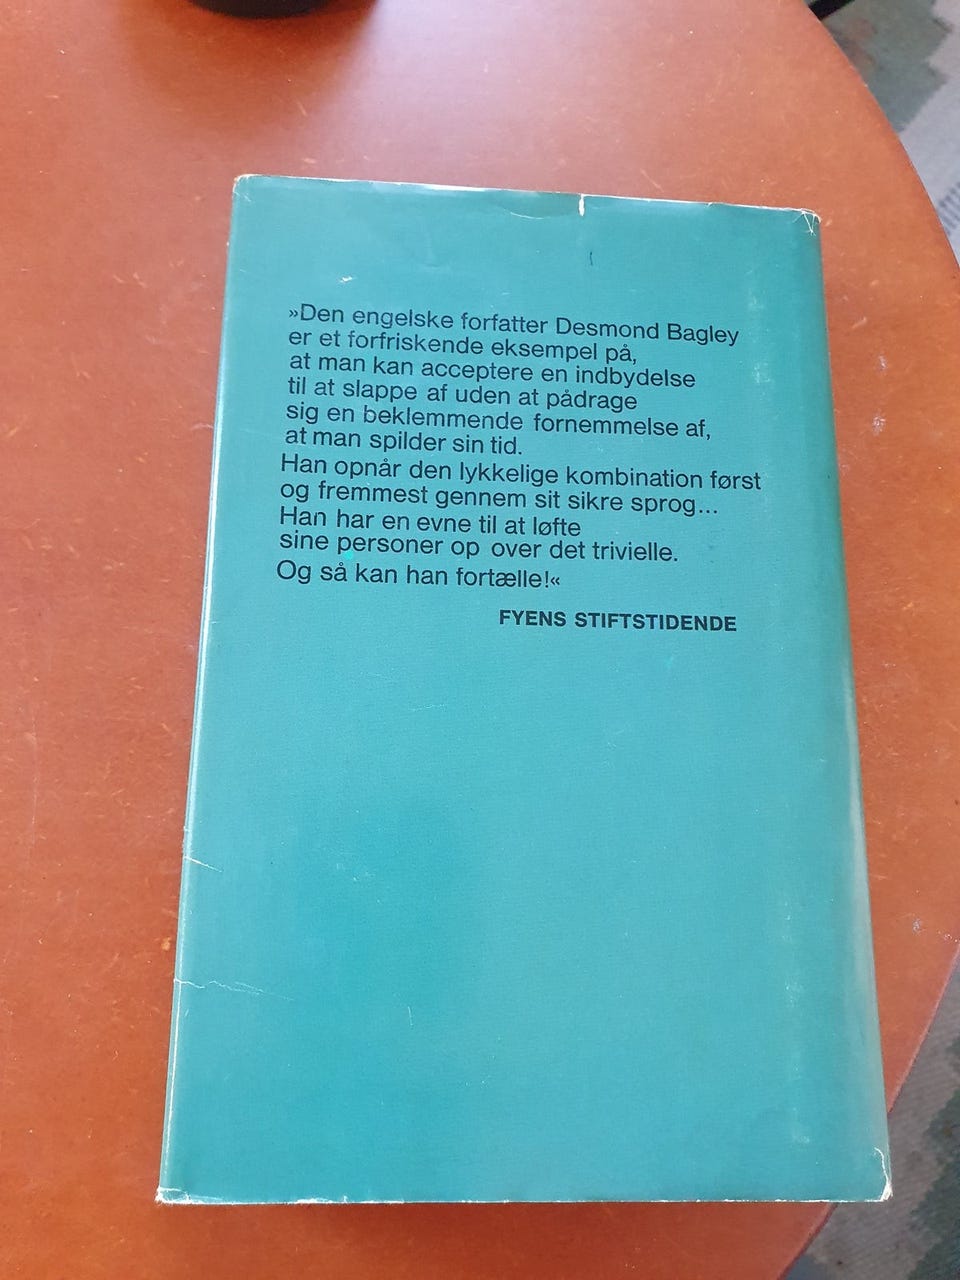 »Den engelske forfatter Desmond Bagley
er et forfriskende eksempel på,
at man kan acceptere en indbydelse
til at slappe af uden at pådrage
sig en beklemmende fornemmelse af,
at man spilder sin tid.
Han opnår den lykkelige kombination først
og fremmest gennem sit sikre sprog...
Han har en evne til at løfte
sine personer op over det trivielle.
Og så kan han fortælle!«
FYENS STIFTSTIDENDE